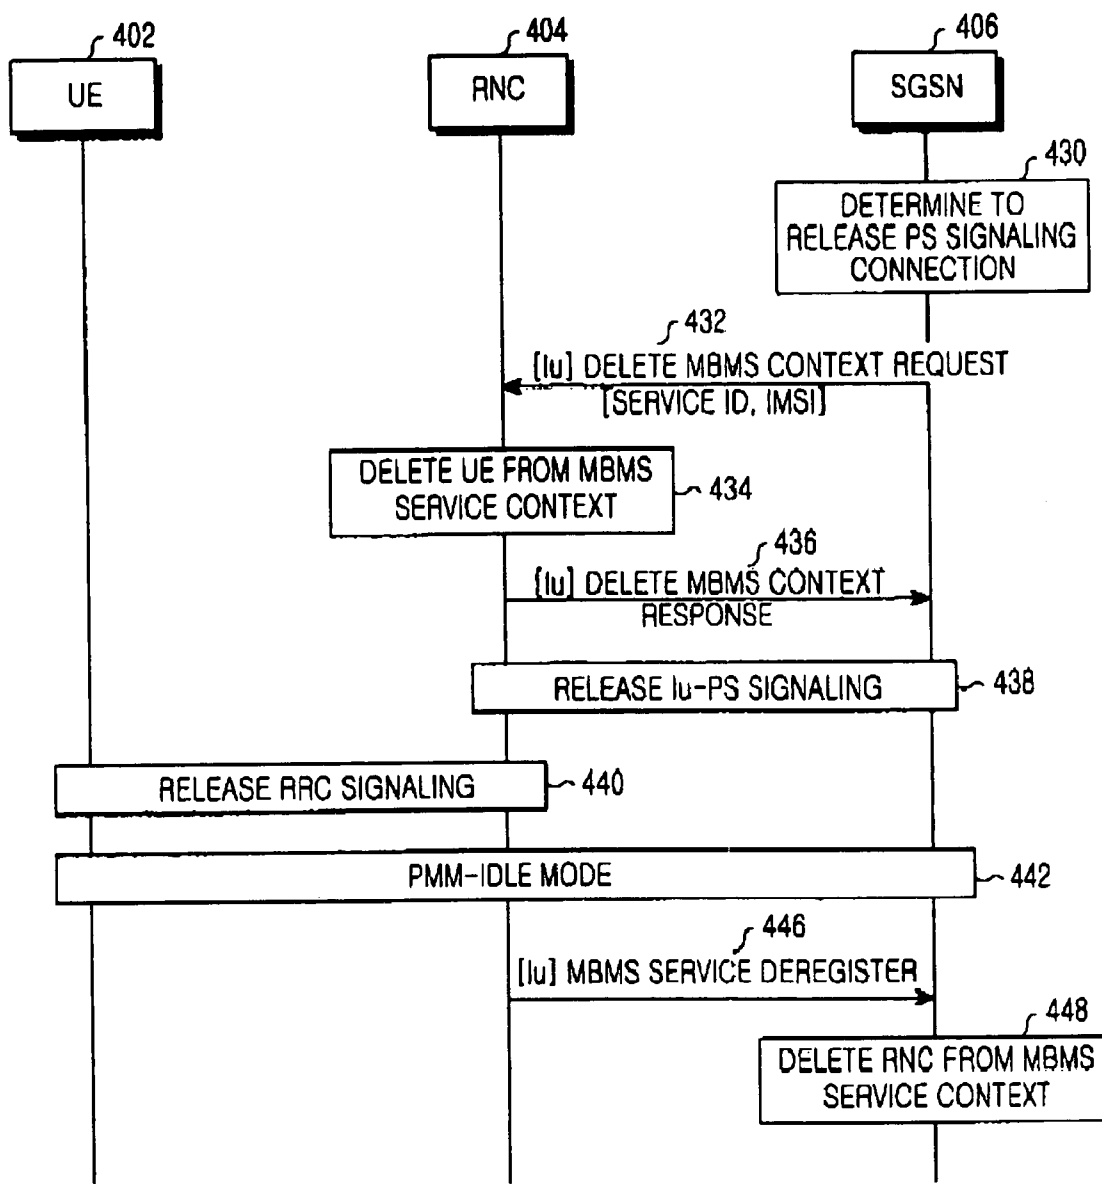 402
404
406
UE
RNC
SGSN
430
DETERMINE TO
RELEASE PS SIGNALING
CONNECTION
432
[Iu] DELETE MBMS CONTEXT REQUEST
[SERVICE ID, IMSI]
DELETE UE FROM MBMS
SERVICE CONTEXT
434
436
[Iu] DELETE MBMS CONTEXT
RESPONSE
RELEASE Iu-PS SIGNALING
438
RELEASE RRC SIGNALING
440
PMM-IDLE MODE
442
446
[Iu] MBMS SERVICE DEREGISTER
448
DELETE RNC FROM MBMS
SERVICE CONTEXT